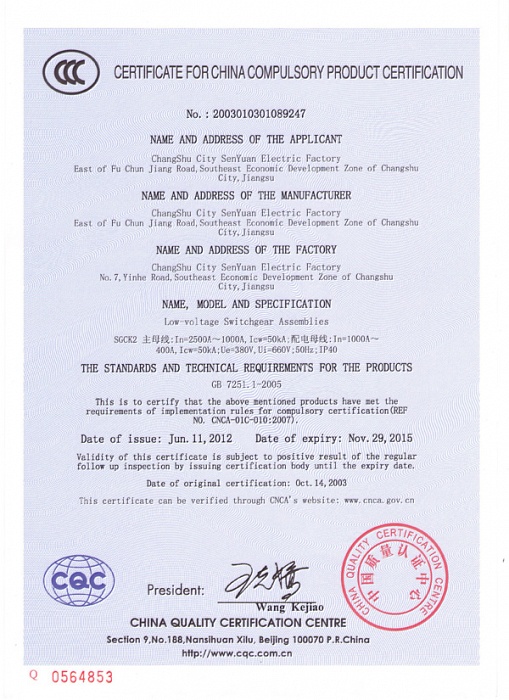 CCC
CERTIFICATE FOR CHINA COMPULSORY PRODUCT CERTIFICATION
No. : 2003010301089247
NAME AND ADDRESS OF THE APPLICANT
ChangShu City SenYuan Electric Factory
East of Fu Chun Jiang Road, Southeast Economic Development Zone of Changshu
City, Jiangsu
NAME AND ADDRESS OF THE MANUFACTURER
ChangShu City SenYuan Electric Factory
East of Fu Chun Jiang Road, Southeast Economic Development Zone of Changshu
City, Jiangsu
NAME AND ADDRESS OF THE FACTORY
ChangShu City SenYuan Electric Factory
No. 7, Yinhe Road, Southeast Economic Development Zone of Changshu
City, Jiangsu
NAME, MODEL AND SPECIFICATION
Low-voltage Switchgear Assemblies
SGCK2 主母线:In=2500A～1000A, Icw=50kA;配电母线:In=1000A～
400A, Icw=50kA;Ue=380V, Ui=660V;50Hz;IP40
THE STANDARDS AND TECHNICAL REQUIREMENTS FOR THE PRODUCTS
GB 7251.1-2005
This is to certify that the above mentioned products have met the
requirements of implementation rules for compulsory certification(REF
NO. CNCA-01C-010:2007).
Date of issue: Jun. 11, 2012 Date of expiry: Nov. 29, 2015
Validity of this certificate is subject to positive result of the regular
follow up inspection by issuing certification body until the expiry date.
Date of original certification: Oct. 14, 2003
This certificate can be verified through CNCA's website: www.cnca.gov.cn
CQC
President:
Wang Kejiao
CHINA QUALITY CERTIFICATION CENTRE
中国质量认证中心
CHINA QUALITY CERTIFICATION CENTRE
Section 9, No.188, Nansihuan Xilu, Beijing 100070 P.R.China
http://www.cqc.com.cn
Q 0564853